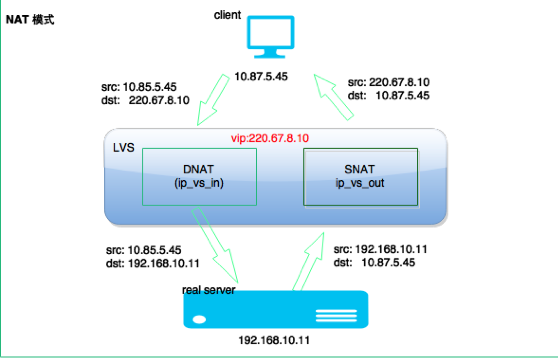 NAT 模式
client
10.87.5.45
src: 10.85.5.45
dst: 220.67.8.10
src: 220.67.8.10
dst: 10.87.5.45
vip:220.67.8.10
LVS
DNAT
(ip_vs_in)
SNAT
ip_vs_out
src: 10.85.5.45
dst: 192.168.10.11
src: 192.168.10.11
dst: 10.87.5.45
real server
192.168.10.11